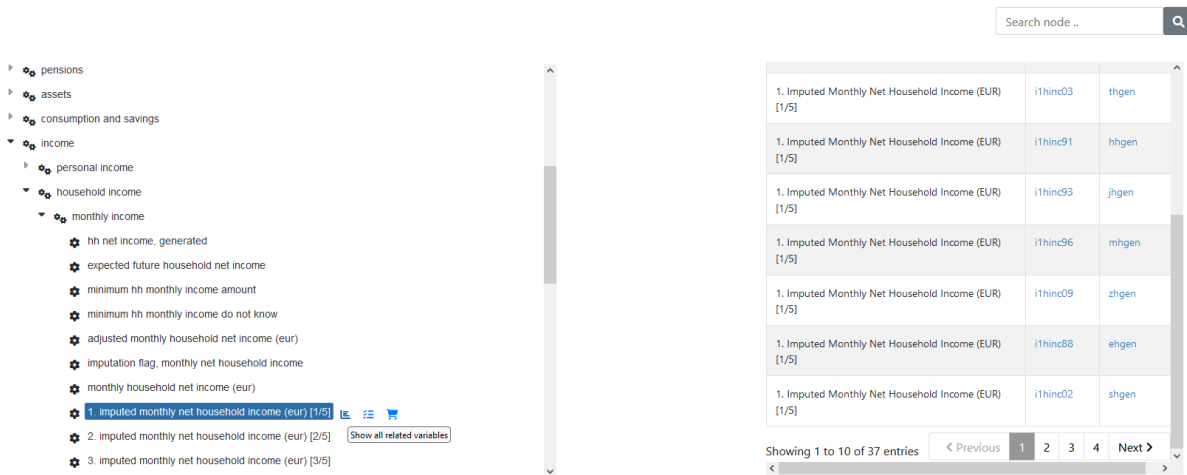 Search node ..
pensions
assets
consumption and savings
income
personal income
household income
monthly income
hh net income, generated
expected future household net income
minimum hh monthly income amount
minimum hh monthly income do not know
adjusted monthly household net income (eur)
imputation flag, monthly net household income
monthly household net income (eur)
1. imputed monthly net household income (eur) [1/5]
2. imputed monthly net household income (eur) [2/5]
Show all related variables
3. imputed monthly net household income (eur) [3/5]
1. Imputed Monthly Net Household Income (EUR) i1hinc03 thgen
[1/5]
1. Imputed Monthly Net Household Income (EUR) i1hinc91 hhgen
[1/5]
1. Imputed Monthly Net Household Income (EUR) i1hinc93 jhgen
[1/5]
1. Imputed Monthly Net Household Income (EUR) i1hinc96 mhgen
[1/5]
1. Imputed Monthly Net Household Income (EUR) i1hinc09 zhgen
[1/5]
1. Imputed Monthly Net Household Income (EUR) i1hinc88 ehgen
[1/5]
1. Imputed Monthly Net Household Income (EUR) i1hinc02 shgen
[1/5]
Showing 1 to 10 of 37 entries Previous 1 2 3 4 Next